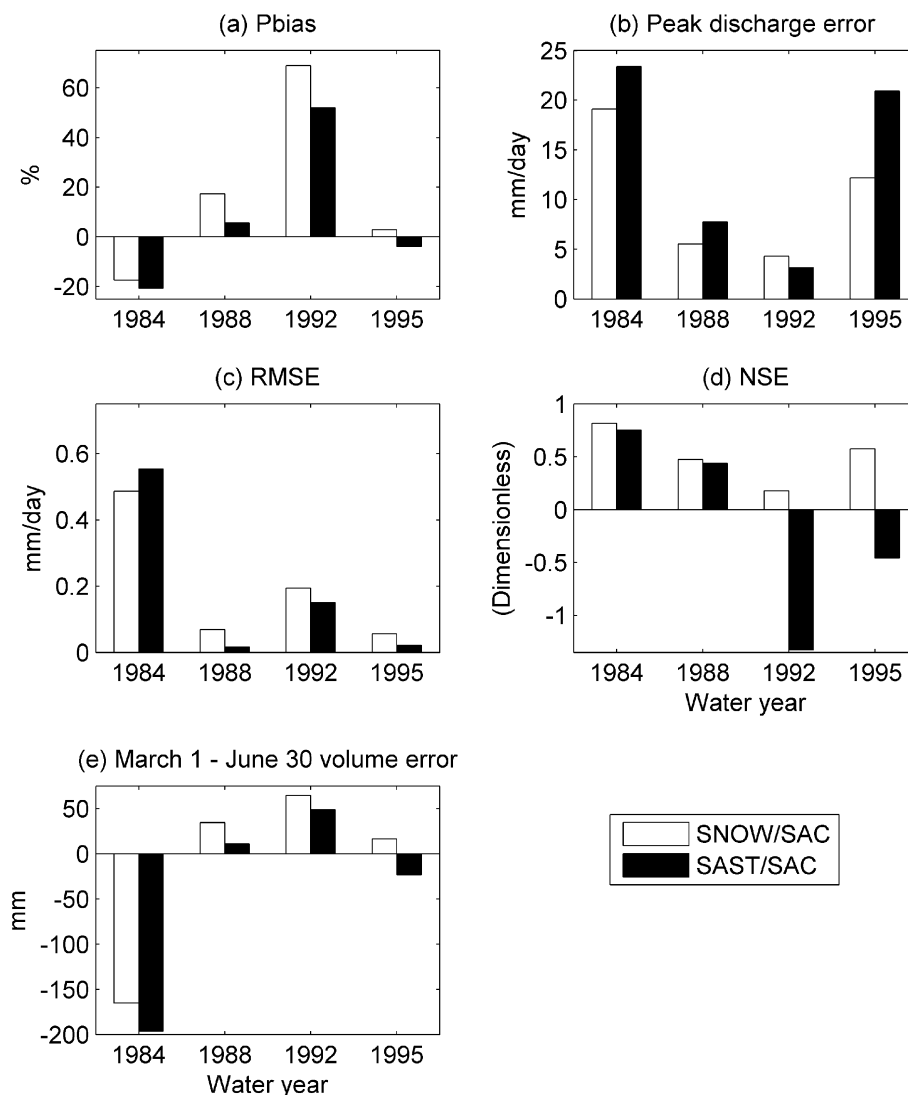 (a) Pbias
%
60
40
20
0
-20
1984 1988 1992 1995
(b) Peak discharge error
mm/day
25
20
15
10
5
0
1984 1988 1992 1995
(c) RMSE
mm/day
0.6
0.4
0.2
0
1984 1988 1992 1995
(d) NSE
(Dimensionless)
1
0.5
0
-0.5
-1
1984 1988 1992 1995
Water year
(e) March 1 - June 30 volume error
mm
50
0
-50
-100
-150
-200
1984 1988 1992 1995
Water year
SNOW/SAC
SAST/SAC